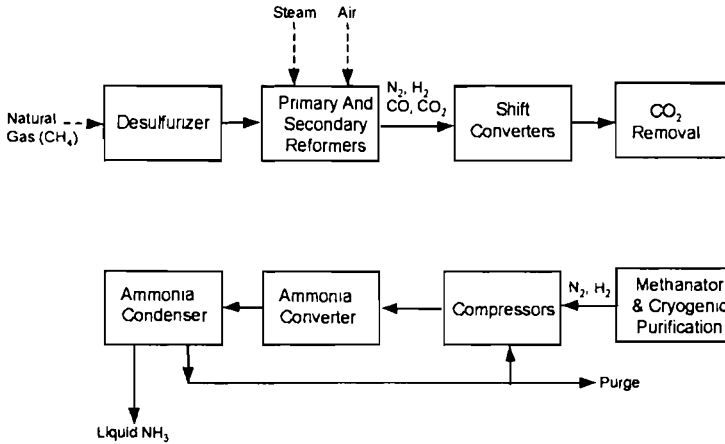 Steam
Air
Natural
Gas (CH₄)
Desulfurizer
Primary And
Secondary
Reformers
N₂, H₂
CO, CO₂
Shift
Converters
CO₂
Removal
Ammonia
Condenser
Ammonia
Converter
Compressors
N₂, H₂
Methanator
& Cryogenic
Purification
Purge
Liquid NH₃